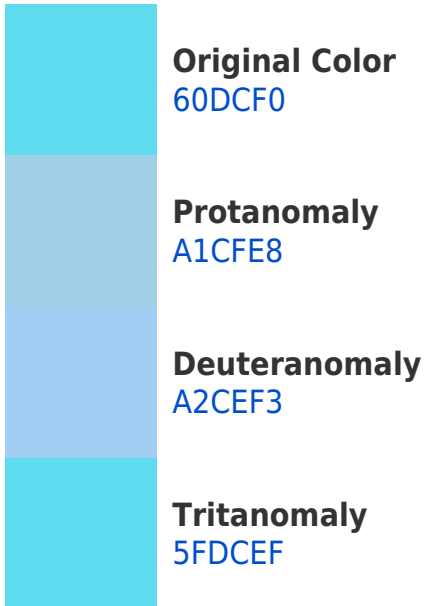 Original Color
60DCF0
Protanomaly
A1CFE8
Deuteranomaly
A2CEF3
Tritanomaly
5FDCEF